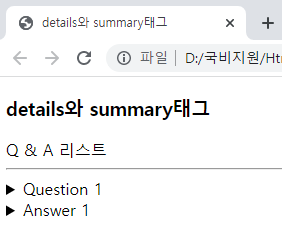 details와 summary태그
파일 D:/국비지원/Htm
details와 summary태그
Q & A 리스트
Question 1
Answer 1